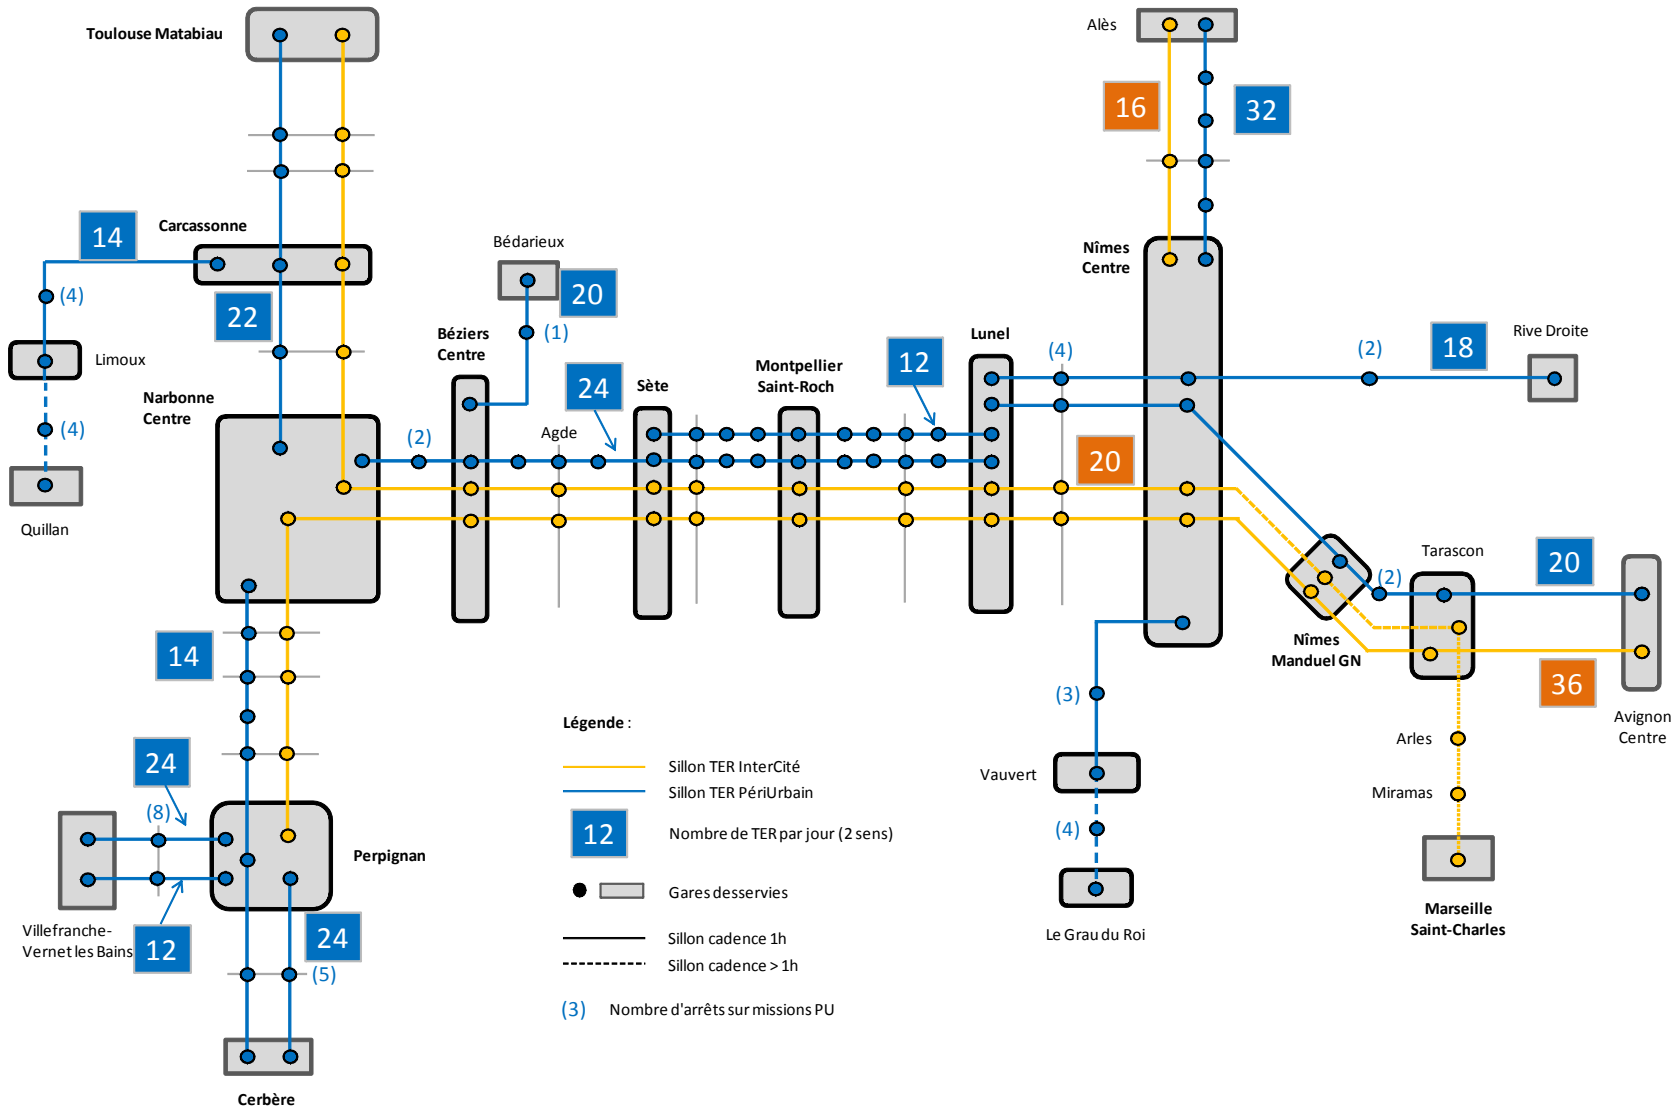 Toulouse Matabiau
Alès
16
32
Carcassonne
14
Bédarieux
20
Nîmes
Centre
(4)
22
(1)
Béziers
Centre
Lunel
Rive Droite
Limoux
12
(4)
(2)
18
Montpellier
Saint-Roch
24
Sète
Narbonne
Centre
Agde
(4)
(2)
20
Quillan
Tarascon
20
(2)
Nîmes
Manduel GN
14
36
(3)
Légende :
Avignon
Centre
Arles
24
Sillon TER InterCité
Vauvert
Sillon TER PériUrbain
Miramas
(8)
12
Nombre de TER par jour (2 sens)
(4)
Perpignan
Gares desservies
Marseille
Saint-Charles
Villefranche-
Vernet les Bains
12
24
Le Grau du Roi
Sillon cadence 1h
Sillon cadence > 1h
(5)
(3)
Nombre d'arrêts sur missions PU
Cerbère